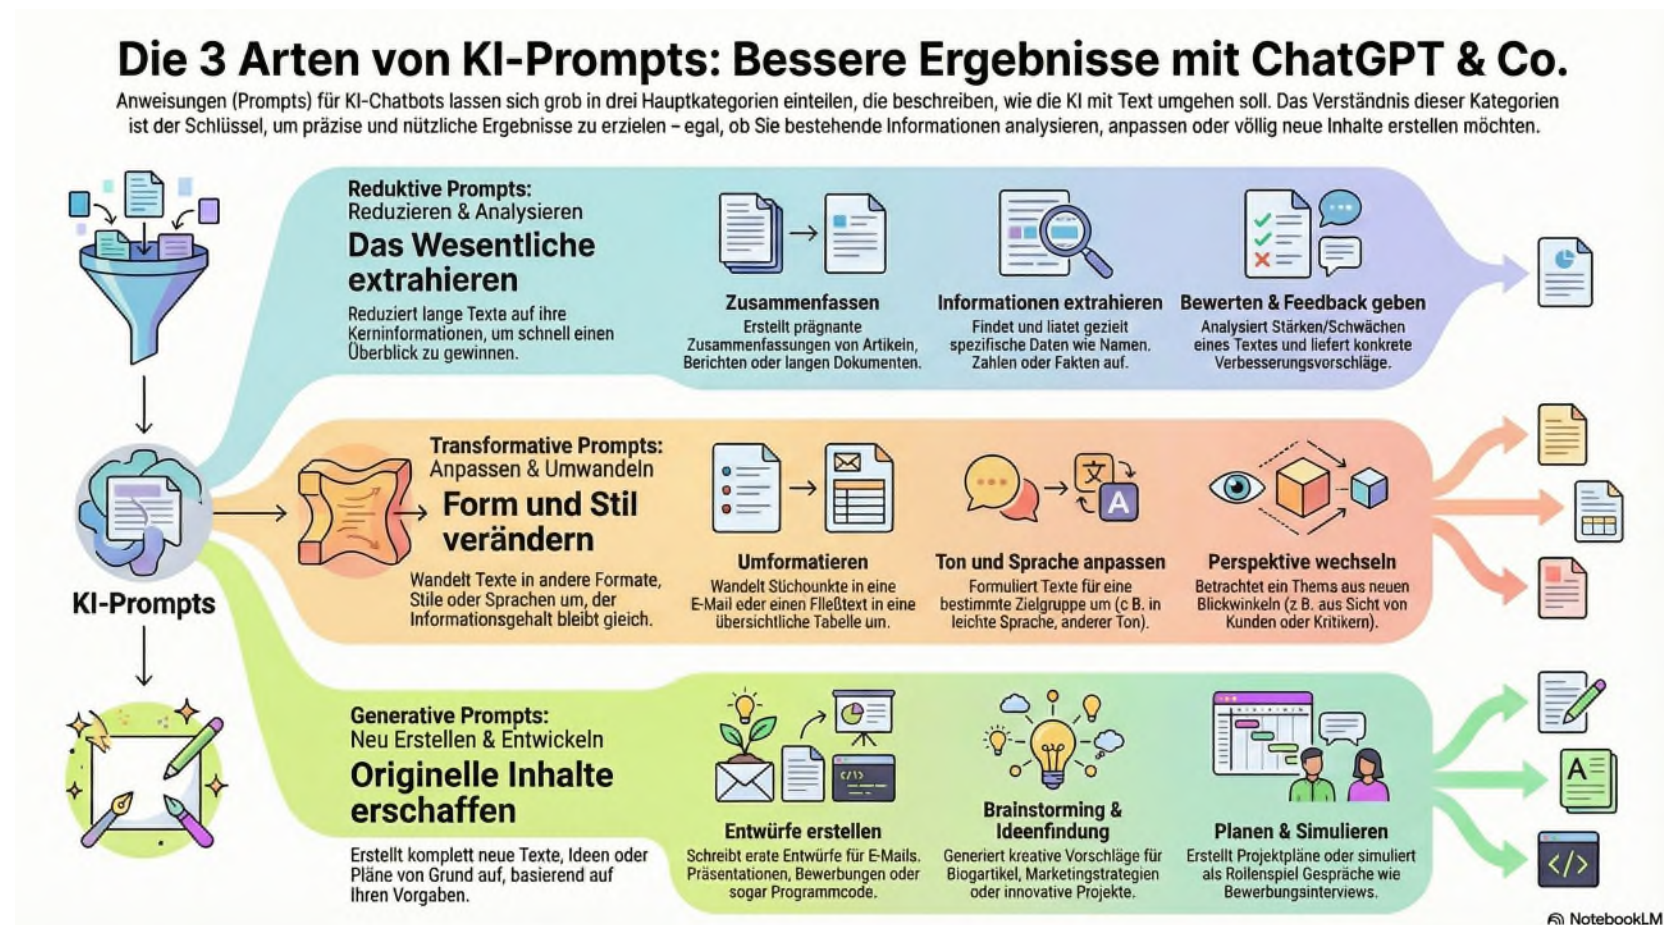 Die 3 Arten von KI-Prompts: Bessere Ergebnisse mit ChatGPT & Co.
Anweisungen (Prompts) für KI-Chatbots lassen sich grob in drei Hauptkategorien einteilen, die beschreiben, wie die KI mit Text umgehen soll. Das Verständnis dieser Kategorien
ist der Schlüssel, um präzise und nützliche Ergebnisse zu erzielen – egal, ob Sie bestehende Informationen analysieren, anpassen oder völlig neue Inhalte erstellen möchten.
Reduktive Prompts:
Reduzieren & Analysieren
Das Wesentliche
extrahieren
Reduziert lange Texte auf ihre
Kerninformationen, um schnell einen
Überblick zu gewinnen.
Zusammenfassen
Erstellt prägnante
Zusammenfassungen von Artikein,
Berichten oder langen Dokumenten.
Informationen extrahieren
Findet und liatet gezielt
spezifische Daten wie Namen.
Zahlen oder Fakten auf.
Bewerten & Feedback geben
Analysiert Stärken/Schwächen
eines Textes und liefert konkrete
Verbesserungsvorschläge.
KI-Prompts
Transformative Prompts:
Anpassen & Umwandeln
Form und Stil
verändern
Wandelt Texte in andere Formate,
Stile oder Sprachen um, der
Informationsgehalt bleibt gleich.
Umformatieren
Wandelt Stichounkte in eine
E-Mail eder einen Fließtext in eine
übersichtliche Tabelle um.
文
A
Ton und Sprache anpassen
Formuliert Texte für eine
bestimmte Zielgruppe um (c B. in
leichte Sprache, anderer Ton).
Perspektive wechseln
Betrachtet ein Thema aus neuen
Blickwinkeln (z B. aus Sicht von
Kunden oder Kritikern).
Generative Prompts:
Neu Erstellen & Entwickeln
Originelle Inhalte
erschaffen
Erstellt komplett neue Texte, Ideen oder
Pläne von Grund auf, basierend auf
Ihren Vorgaben.
</>
Entwürfe erstellen
Schreibt erate Entwürfe für E-Mails.
Präsentationen, Bewerbungen oder
sogar Programmcode.
Brainstorming &
Ideenfindung
Generiert kreative Vorschläge für
Biogartikel, Marketingstrategien
oder innovative Projekte.
Planen & Simulieren
Erstellt Projektpläne oder simuliert
als Rollenspiel Gespräche wie
Bewerbungsinterviews.
A
</>
NotebookLM